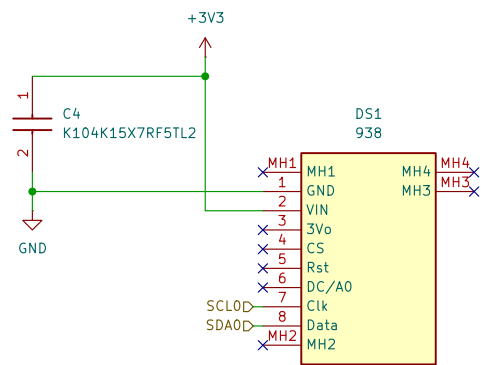 +3V3
1
C4
K104K15X7RF5TL2
2
GND
DS1
938
MH1 MH1 MH4 MH4
1 GND MH3 MH3
2 VIN
3 3Vo
4 CS
5 Rst
6 DC/A0
SCL0 7 Clk
SDA0 8 Data
MH2 MH2